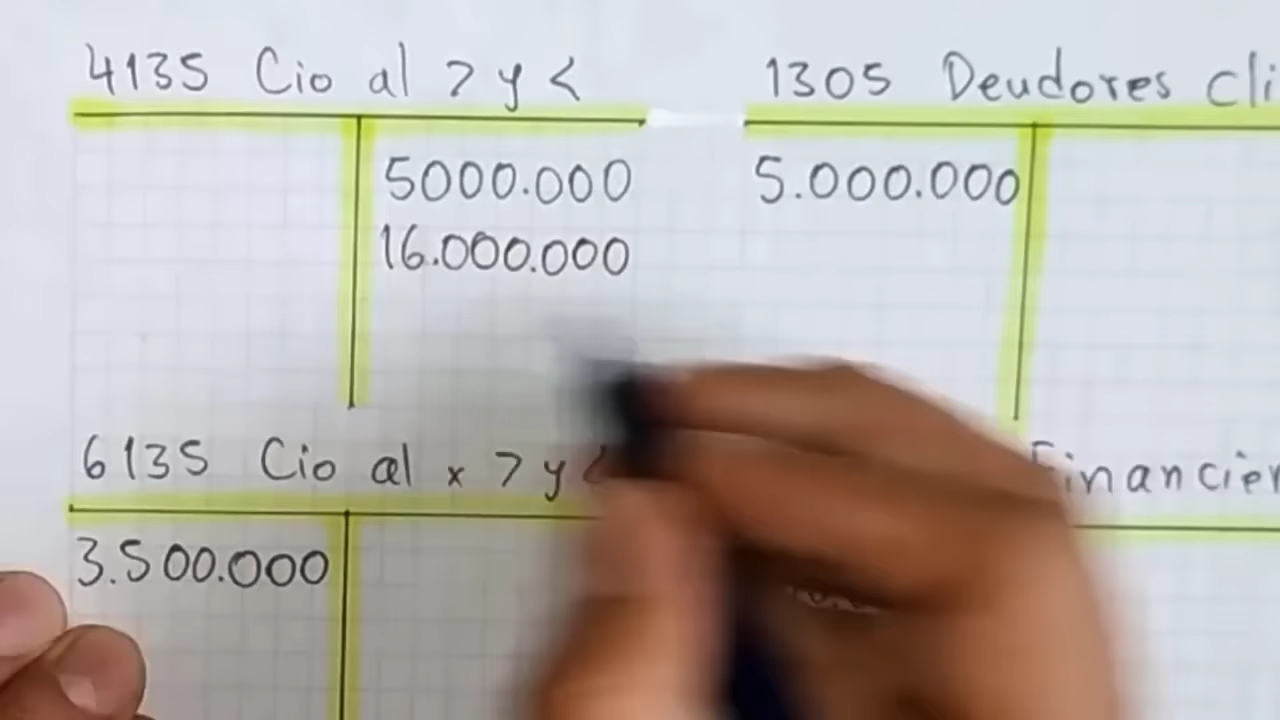 4135 Cio al > y <
5000.000
16.000.000
1305 Deudores cli
5.000.000
6135 Cio al x > y <
3.500.000
Financier